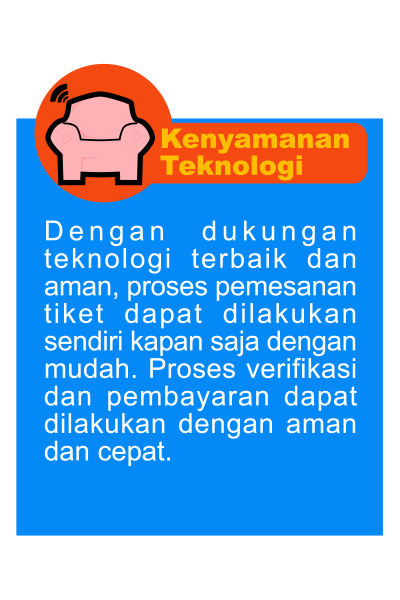 Kenyamanan
Teknologi
Dengan dukungan
teknologi terbaik dan
aman, proses pemesanan
tiket dapat dilakukan
sendiri kapan saja dengan
mudah. Proses verifikasi
dan pembayaran dapat
dilakukan dengan aman
dan cepat.